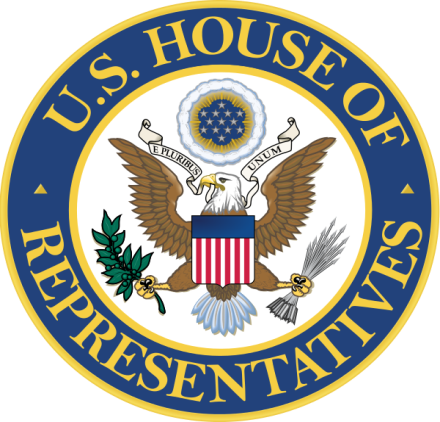 U.S. HOUSE OF
REPRESENTATIVES
E PLURIBUS
UNUM